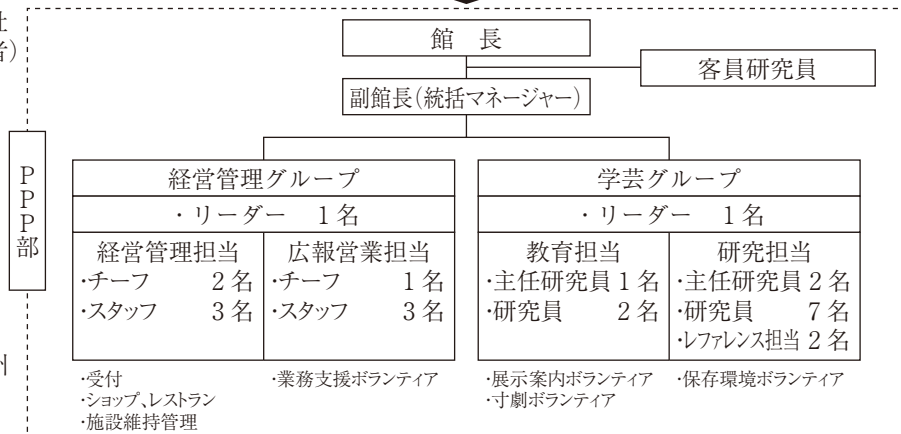 者)
館 長
客員研究員
副館長(統括マネージャー)
PPP部
経営管理グループ
・リーダー 1名
経営管理担当
・チーフ 2名
・スタッフ 3名
広報営業担当
・チーフ 1名
・スタッフ 3名
学芸グループ
・リーダー 1名
教育担当
・主任研究員 1名
・研究員 2名
研究担当
・主任研究員 2名
・研究員 7名
・レファレンス担当 2名
・受付
・ショップ、レストラン
・施設維持管理
・業務支援ボランティア
・展示案内ボランティア
・寸劇ボランティア
・保存環境ボランティア